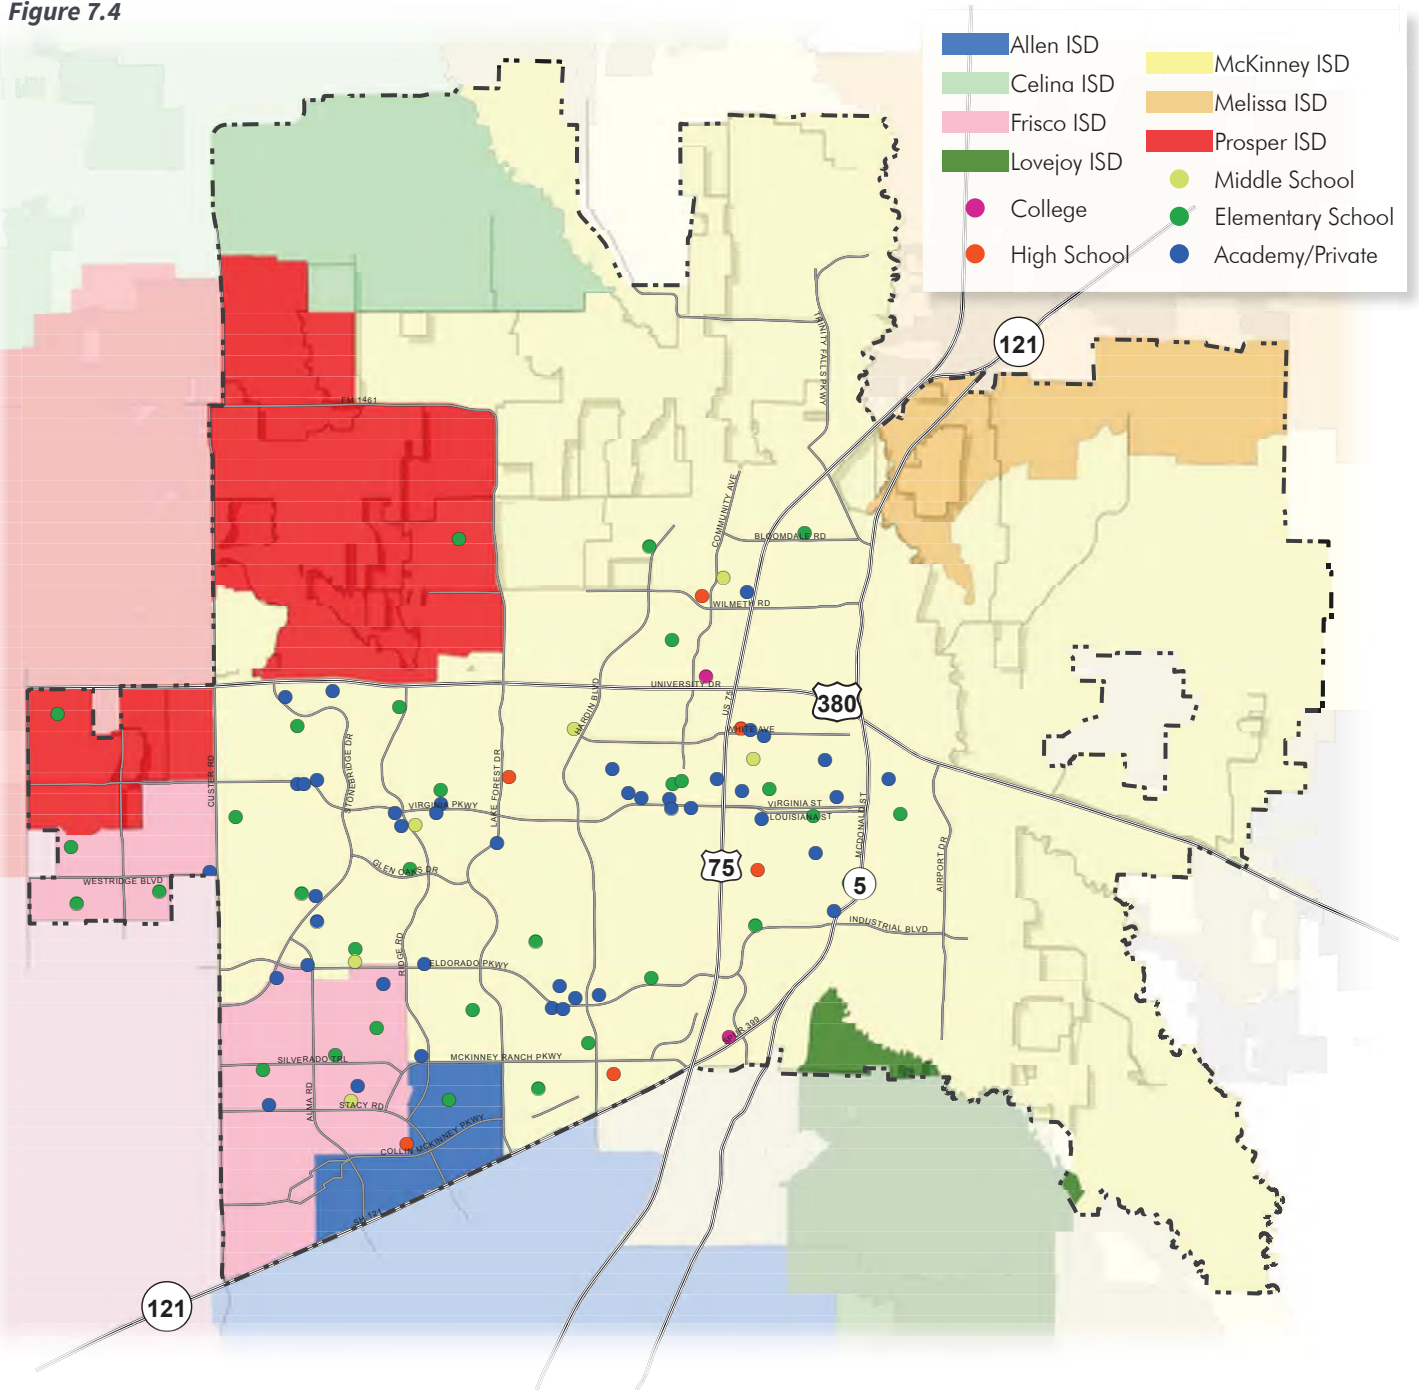 Figure 7.4
Allen ISD
Celina ISD
Frisco ISD
Lovejoy ISD
College
High School
McKinney ISD
Melissa ISD
Prosper ISD
Middle School
Elementary School
Academy/Private
121
TRINITY FALLS PKWY
FM 1461
COMMUNITY AVE
BLOOMDALE RD
WILMETH RD
UNIVERSITY DR
HARDIN BLVD
US 75
380
WHITE AVE
CUSTER RD
STONEBRIDGE DR
LAKE FOREST DR
VIRGINIA PKWY
VIRGINIA ST
LOUISIANA ST
MCDONALD ST
AIRPORT DR
GLEN OAKS DR
75
5
WESTRIDGE BLVD
INDUSTRIAL BLVD
RIDGE RD
ELDORADO PKWY
SILVERADO TRL
MCKINNEY RANCH PKWY
ALMA RD
STACY RD
COLLIN MCKINNEY PKWY
SH 121
121